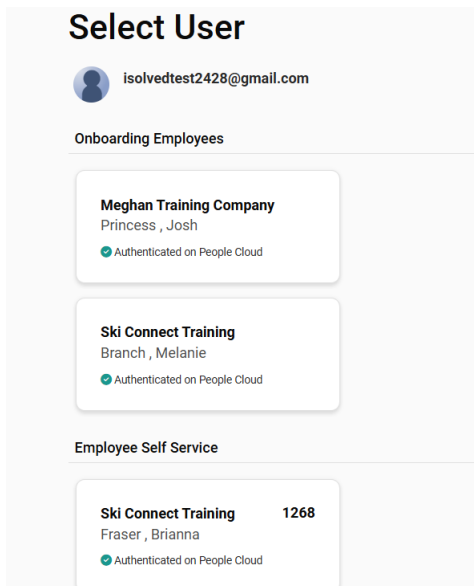 Select User
isolvedtest2428@gmail.com
Onboarding Employees
Meghan Training Company
Princess , Josh
Authenticated on People Cloud
Ski Connect Training
Branch , Melanie
Authenticated on People Cloud
Employee Self Service
Ski Connect Training 1268
Fraser , Brianna
Authenticated on People Cloud